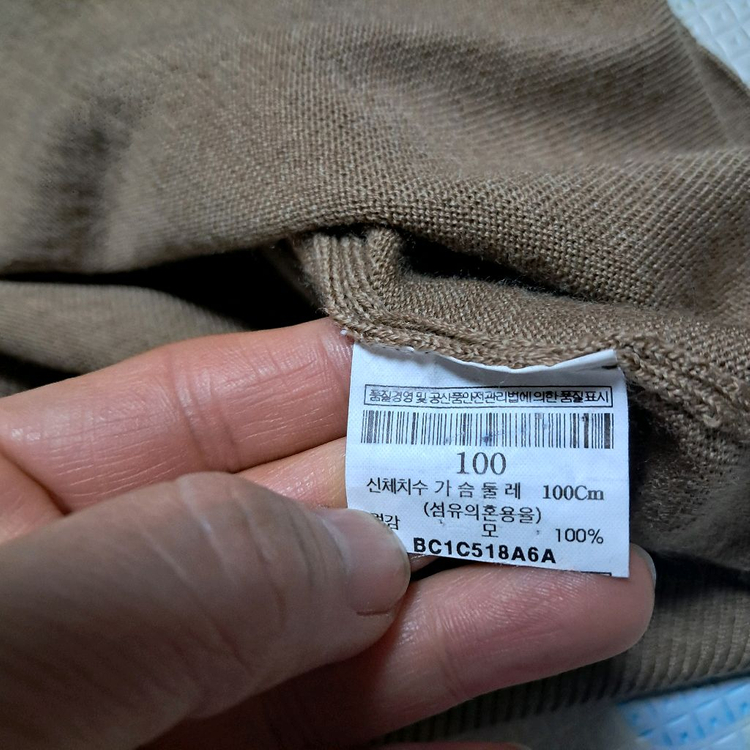 품질경영 및 공산품안전관리법에 의한 품질표시
100
신체치수 가 슴 둘 레 100Cm
(섬유의혼용율)
감 모 100%
BC1C518A6A